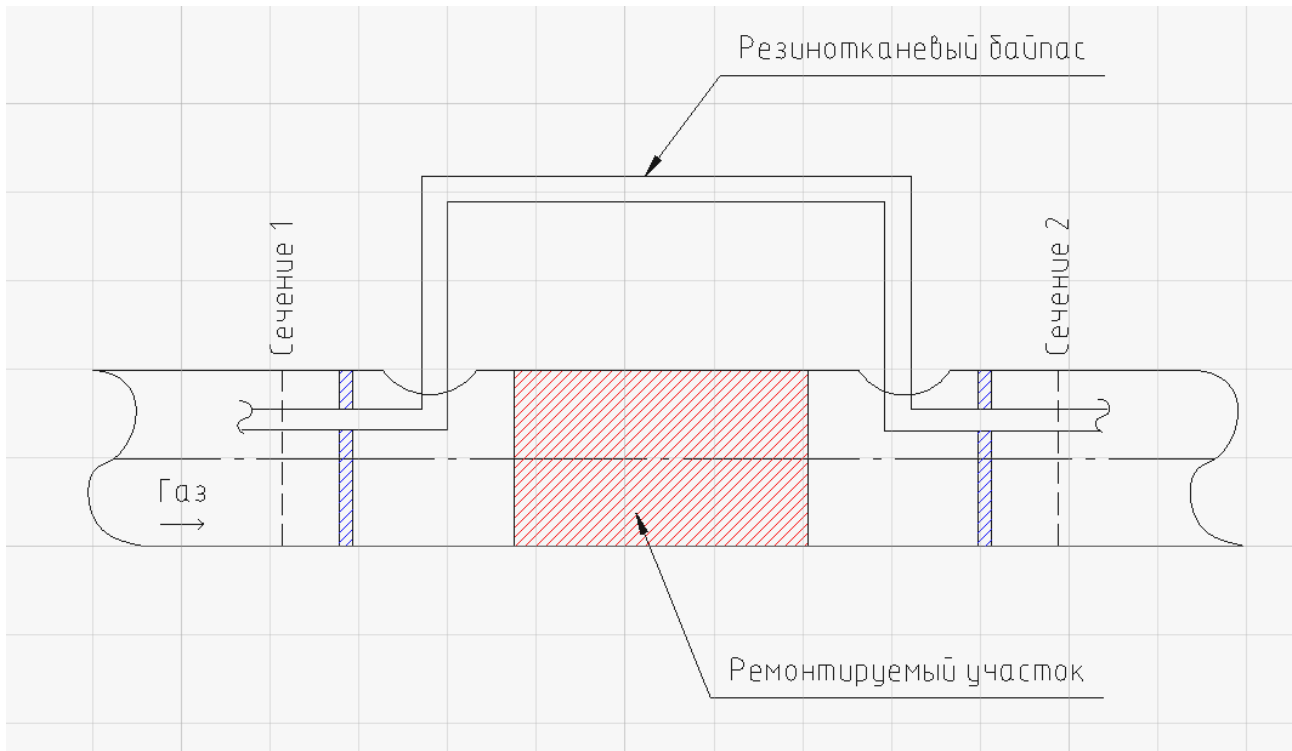 Резинотканевый байпас
Сечение 1
Сечение 2
Газ
Ремонтируемый участок